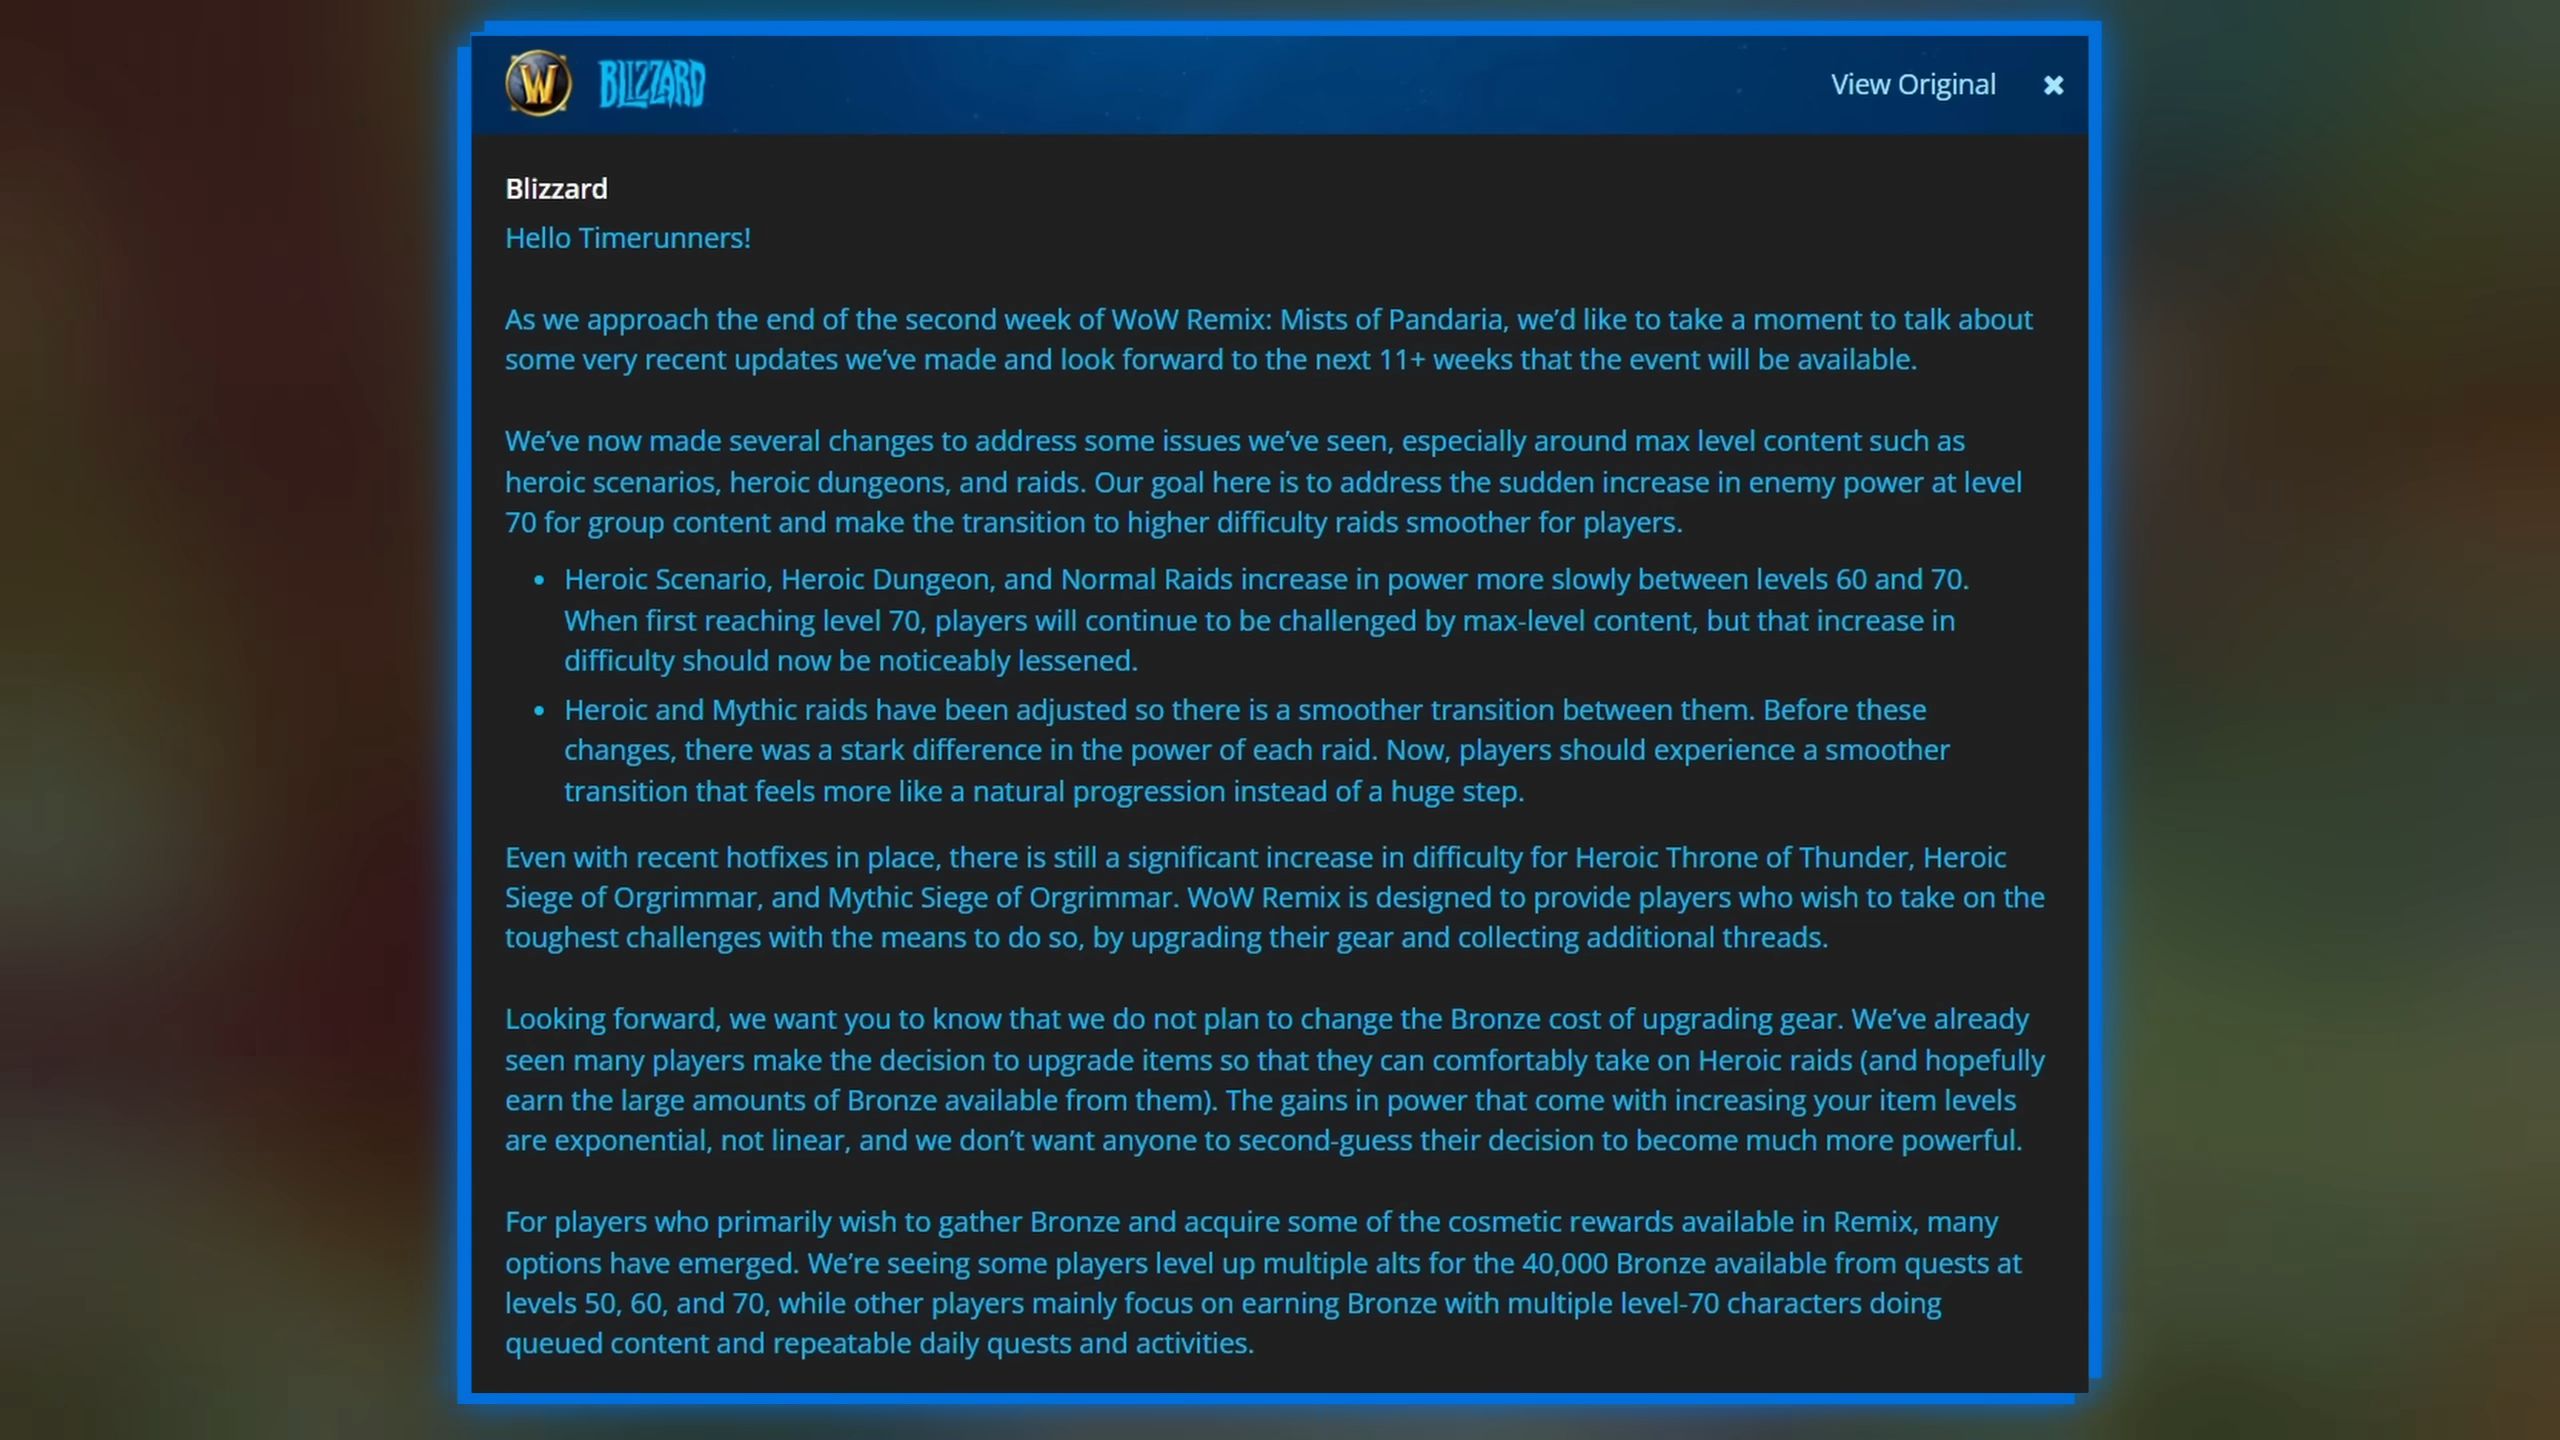 W BLIZZARD View Original ✖
Blizzard
Hello Timerunners!
As we approach the end of the second week of WoW Remix: Mists of Pandaria, we’d like to take a moment to talk about
some very recent updates we’ve made and look forward to the next 11+ weeks that the event will be available.
We’ve now made several changes to address some issues we’ve seen, especially around max level content such as
heroic scenarios, heroic dungeons, and raids. Our goal here is to address the sudden increase in enemy power at level
70 for group content and make the transition to higher difficulty raids smoother for players.
• Heroic Scenario, Heroic Dungeon, and Normal Raids increase in power more slowly between levels 60 and 70.
When first reaching level 70, players will continue to be challenged by max-level content, but that increase in
difficulty should now be noticeably lessened.
• Heroic and Mythic raids have been adjusted so there is a smoother transition between them. Before these
changes, there was a stark difference in the power of each raid. Now, players should experience a smoother
transition that feels more like a natural progression instead of a huge step.
Even with recent hotfixes in place, there is still a significant increase in difficulty for Heroic Throne of Thunder, Heroic
Siege of Orgrimmar, and Mythic Siege of Orgrimmar. WoW Remix is designed to provide players who wish to take on the
toughest challenges with the means to do so, by upgrading their gear and collecting additional threads.
Looking forward, we want you to know that we do not plan to change the Bronze cost of upgrading gear. We’ve already
seen many players make the decision to upgrade items so that they can comfortably take on Heroic raids (and hopefully
earn the large amounts of Bronze available from them). The gains in power that come with increasing your item levels
are exponential, not linear, and we don’t want anyone to second-guess their decision to become much more powerful.
For players who primarily wish to gather Bronze and acquire some of the cosmetic rewards available in Remix, many
options have emerged. We’re seeing some players level up multiple alts for the 40,000 Bronze available from quests at
levels 50, 60, and 70, while other players mainly focus on earning Bronze with multiple level-70 characters doing
queued content and repeatable daily quests and activities.